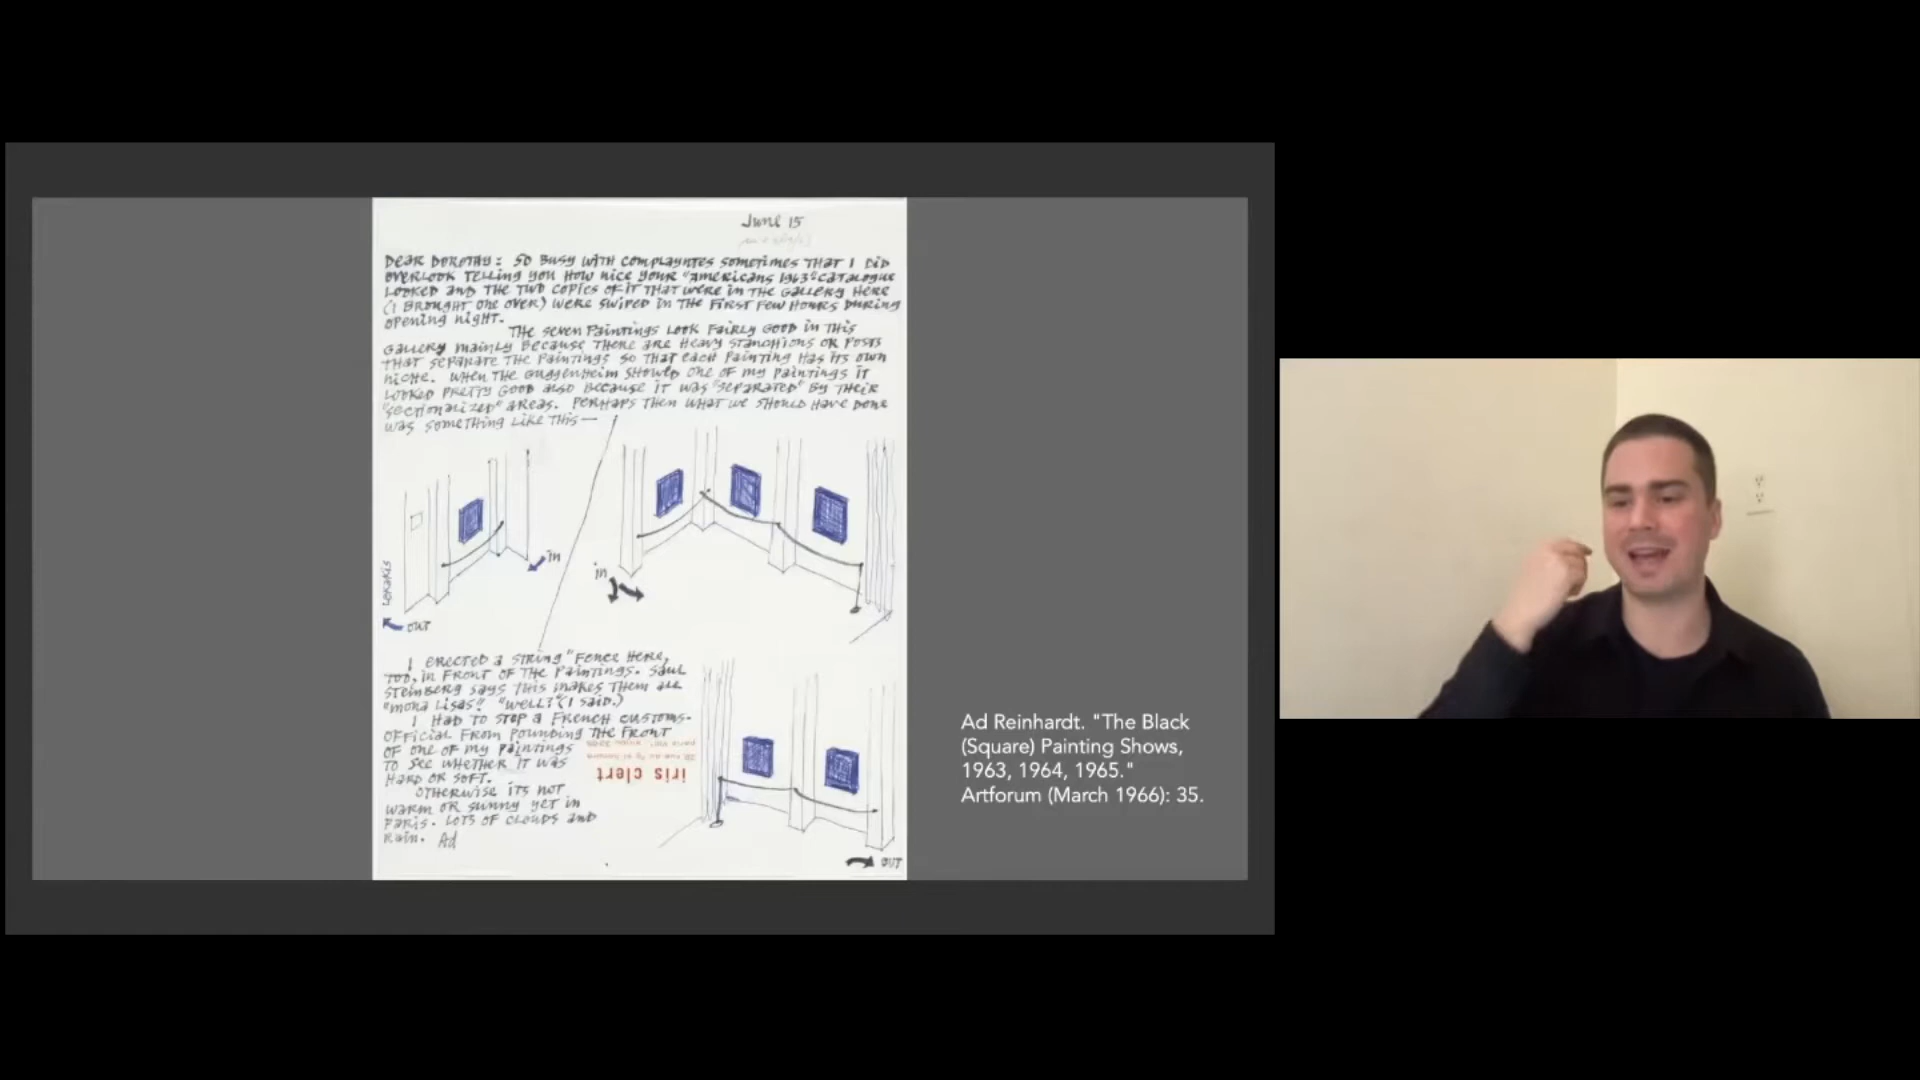 June 15
DEAR DOROTHY: SO BUSY WITH COMPLAYNTES SOMETIMES THAT I DID
OVERLOOK TELLING YOU HOW NICE YOUR "AMERICANS 1963" CATALOGUE
LOOKED AND THE TWO COPIES OF IT THAT WERE IN THE GALLERY HERE
(I BROUGHT ONE OVER) WERE SWIPED IN THE FIRST FEW HOURS DURING
OPENING NIGHT.
THE SEVEN PAINTINGS LOOK FAIRLY GOOD IN THIS
GALLERY MAINLY BECAUSE THERE ARE HEAVY STANCHIONS OR POSTS
THAT SEPARATE THE PAINTINGS SO THAT EACH PAINTING HAS ITS OWN
NICHE. WHEN THE GUGGENHEIM SHOWED ONE OF MY PAINTINGS IT
LOOKED PRETTY GOOD ALSO BECAUSE IT WAS "SEPARATED" BY THEIR
"SECTIONALIZED" AREAS. PERHAPS THEN WHAT WE SHOULD HAVE DONE
WAS SOMETHING LIKE THIS —
in
in
LEKAKIS
OUT
I ERECTED A STRING "FENCE HERE,
TOO, IN FRONT OF THE PAINTINGS. SAUL
STEINBERG SAYS THIS MAKES THEM ALL
"MONA LISAS". "WELL?" (I SAID.)
I HAD TO STOP A FRENCH CUSTOMS-
OFFICIAL FROM POUNDING THE FRONT
OF ONE OF MY PAINTINGS
TO SEE WHETHER IT WAS
HARD OR SOFT.
iris clert
OTHERWISE ITS NOT
WARM OR SUNNY YET IN
PARIS. LOTS OF CLOUDS AND
RAIN. Ad
OUT
Ad Reinhardt. "The Black
(Square) Painting Shows,
1963, 1964, 1965."
Artforum (March 1966): 35.